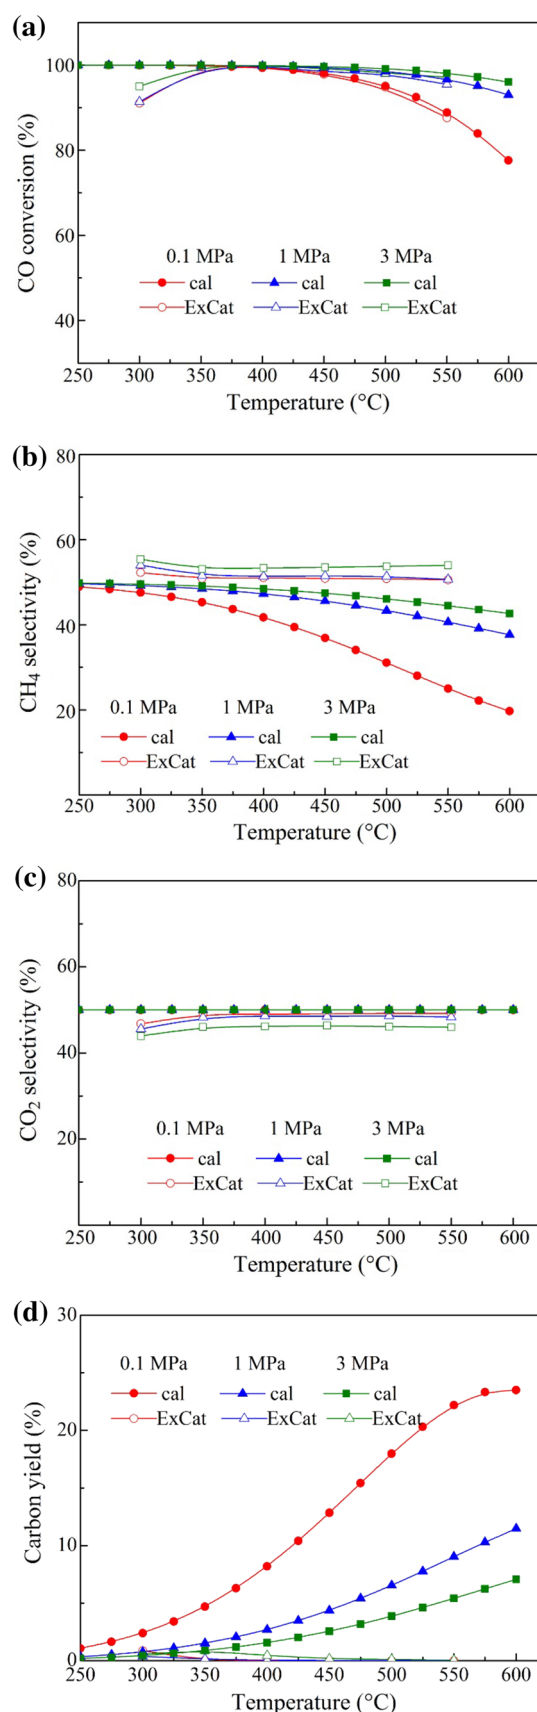 (a)
100
80
60
40
CO conversion (%)
0.1 MPa 1 MPa 3 MPa
cal cal cal
ExCat ExCat ExCat
250 300 350 400 450 500 550 600
Temperature (°C)
(b)
80
60
40
20
CH₄ selectivity (%)
0.1 MPa 1 MPa 3 MPa
cal cal cal
ExCat ExCat ExCat
250 300 350 400 450 500 550 600
Temperature (°C)
(c)
80
60
40
20
CO₂ selectivity (%)
0.1 MPa 1 MPa 3 MPa
cal cal cal
ExCat ExCat ExCat
250 300 350 400 450 500 550 600
Temperature (°C)
(d)
30
20
10
0
Carbon yield (%)
0.1 MPa 1 MPa 3 MPa
cal cal cal
ExCat ExCat ExCat
250 300 350 400 450 500 550 600
Temperature (°C)